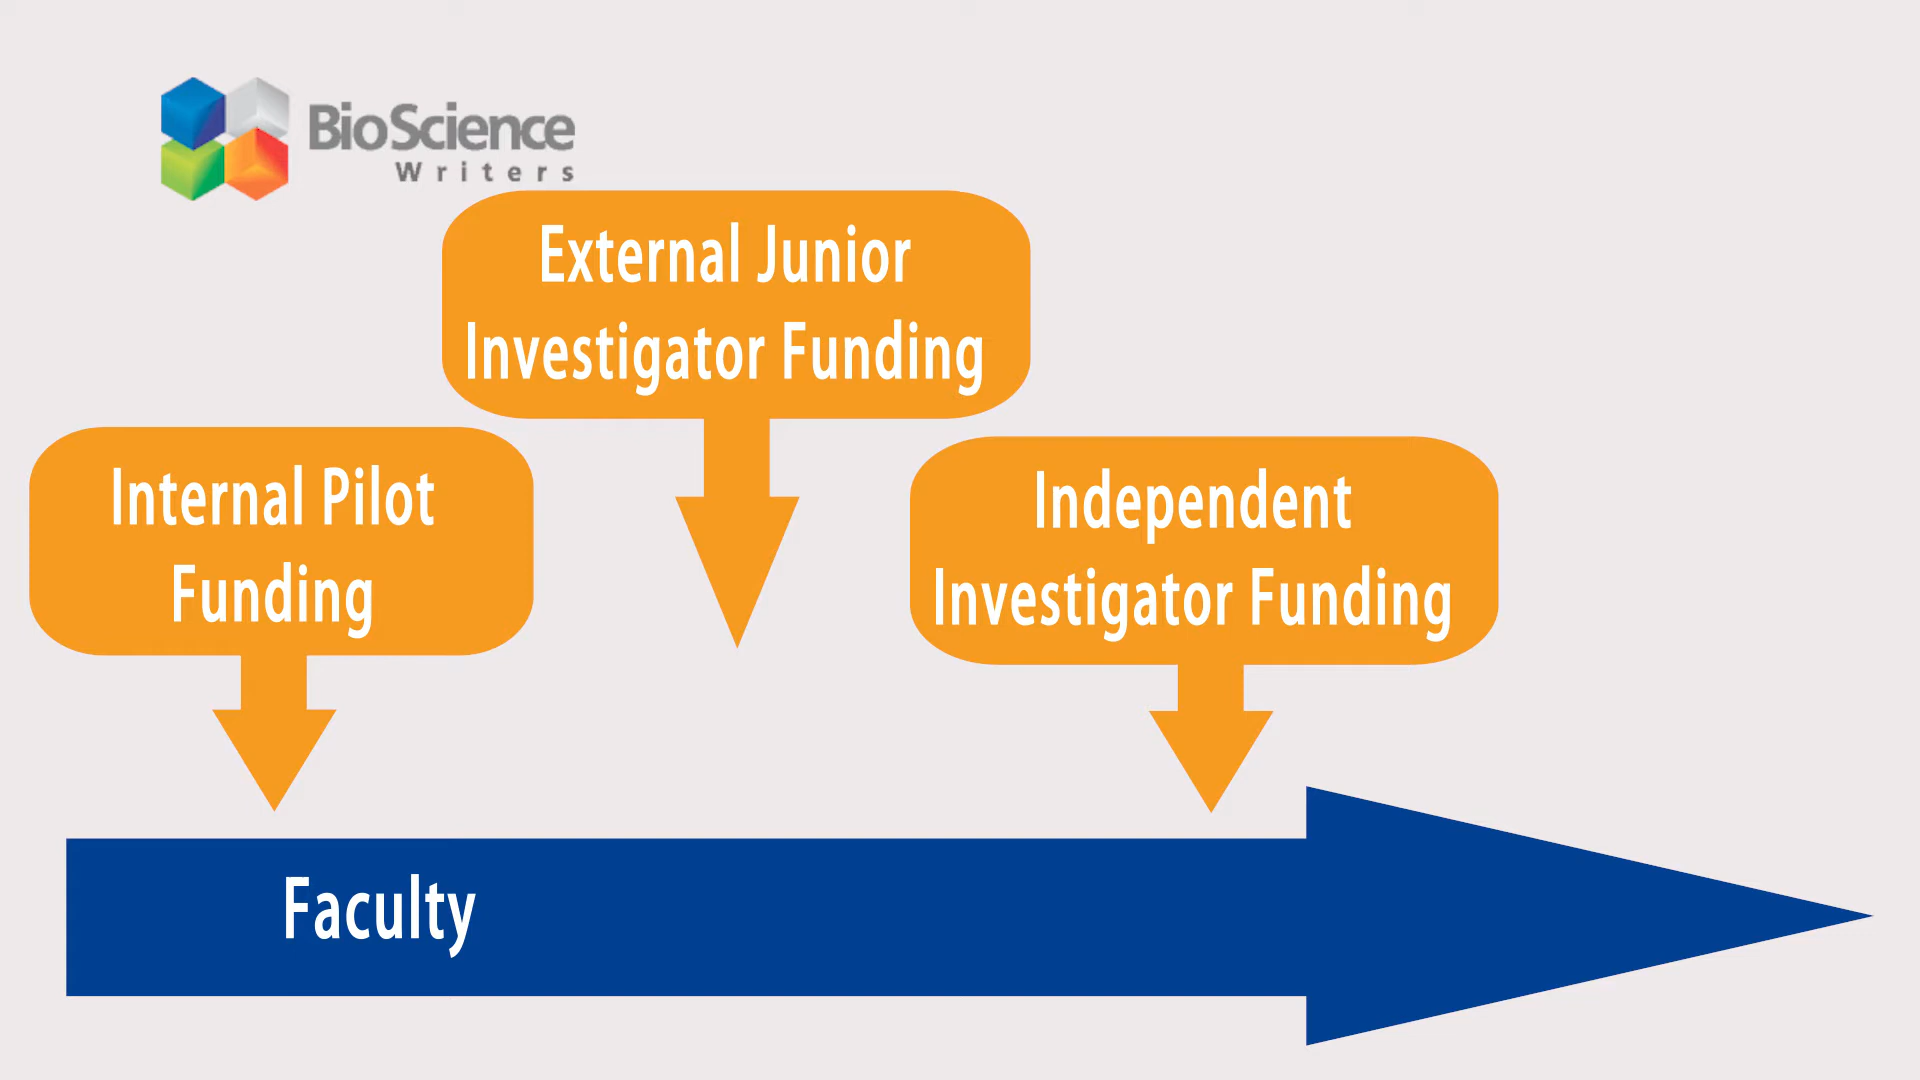 BioScience
Writers
External Junior
Investigator Funding
Internal Pilot
Funding
Independent
Investigator Funding
Faculty